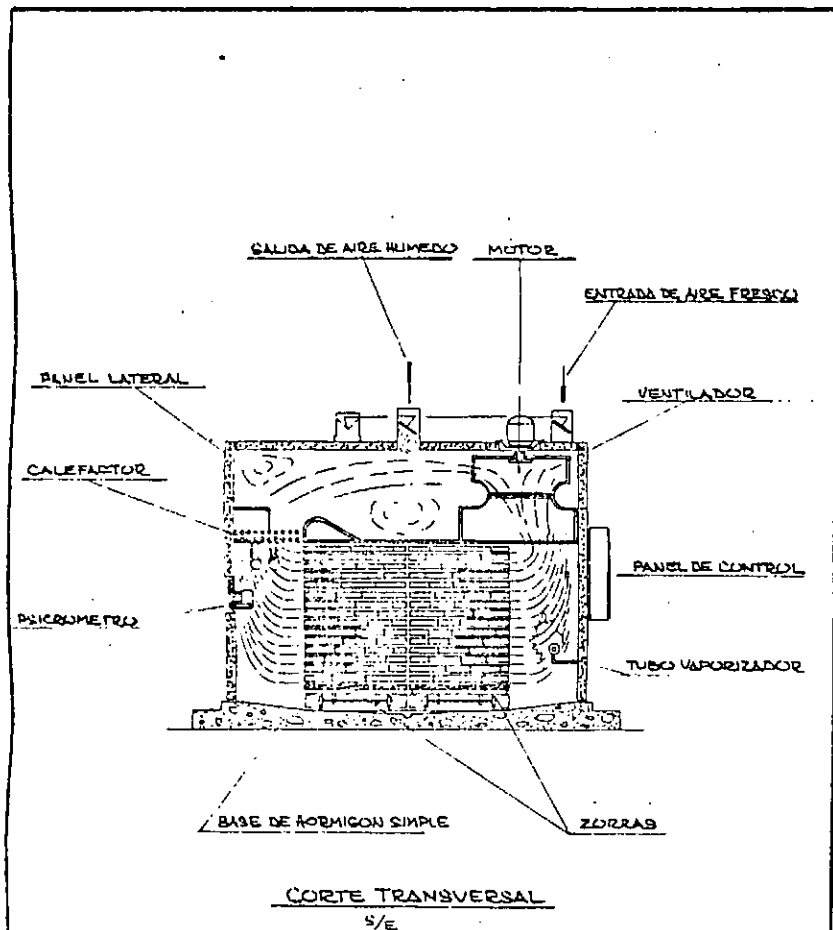 SALIDA DE AIRE HUMEDO
MOTOR
ENTRADA DE AIRE FRESCO
PANEL LATERAL
VENTILADOR
CALEFACTOR
PANEL DE CONTROL
PSICROMETRO
TUBO VAPORIZADOR
BASE DE HORMIGON SIMPLE
ZORRAS
CORTE TRANSVERSAL
S/E